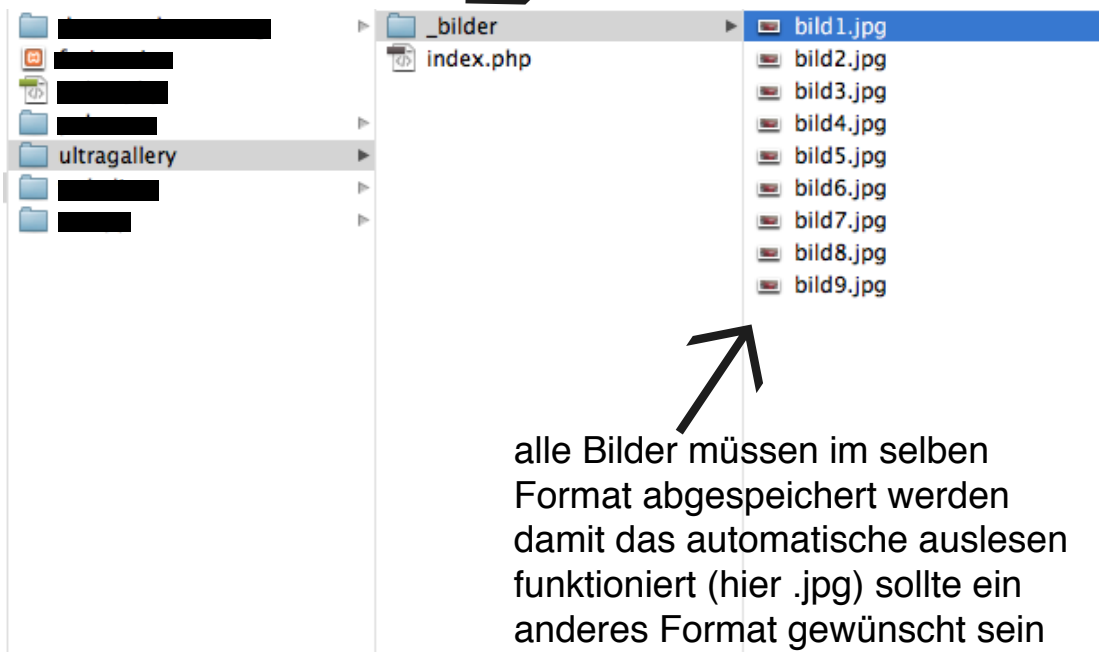 ultragallery
_bilder
index.php
bild1.jpg
bild2.jpg
bild3.jpg
bild4.jpg
bild5.jpg
bild6.jpg
bild7.jpg
bild8.jpg
bild9.jpg
alle Bilder müssen im selben
Format abgespeichert werden
damit das automatische auslesen
funktioniert (hier .jpg) sollte ein
anderes Format gewünscht sein